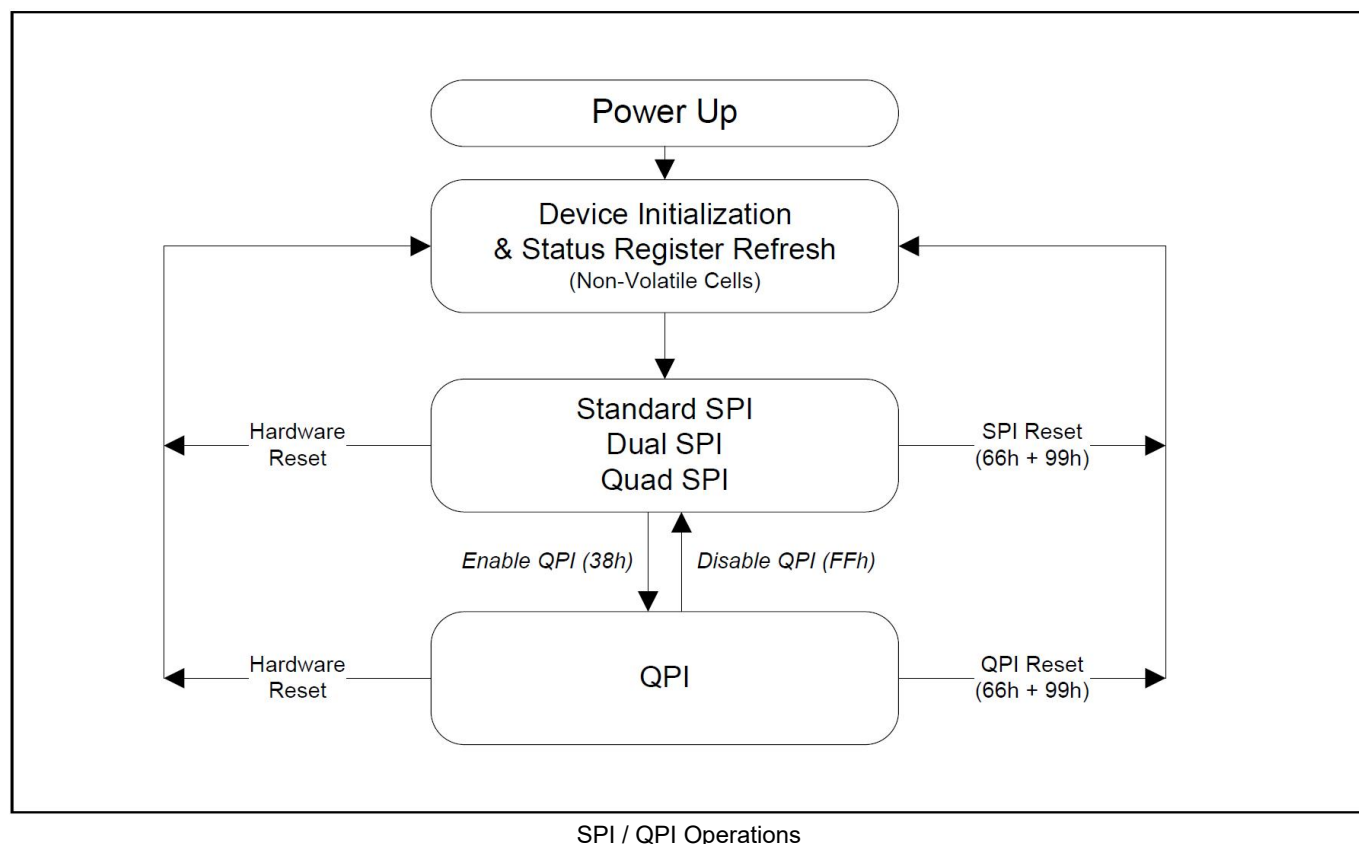 Power Up
Device Initialization
& Status Register Refresh
(Non-Volatile Cells)
Standard SPI
Dual SPI
Quad SPI
Hardware
Reset
SPI Reset
(66h + 99h)
Enable QPI (38h)
Disable QPI (FFh)
Hardware
Reset
QPI
QPI Reset
(66h + 99h)
SPI / QPI Operations